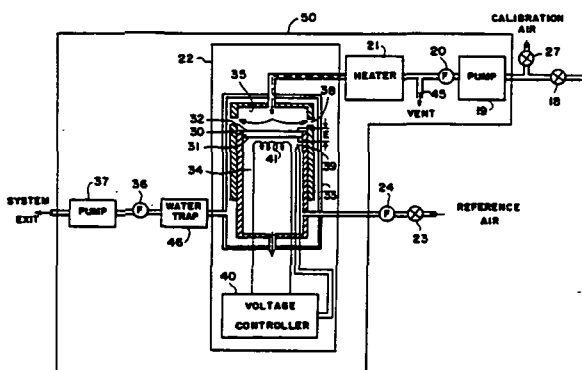 50
CALIBRATION
AIR
22
21
20
27
HEATER
F
PUMP
18
35
38
45
19
VENT
32
30
31
41
39
34
33
37
36
24
SYSTEM
EXIT
PUMP
F
WATER
TRAP
F
REFERENCE
AIR
46
23
40
VOLTAGE
CONTROLLER